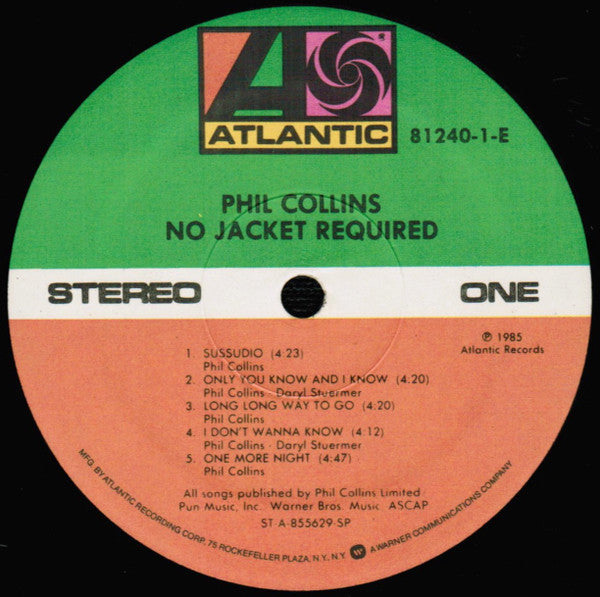 ATLANTIC
81240-1-E
PHIL COLLINS
NO JACKET REQUIRED
STEREO
ONE
℗ 1985
Atlantic Records
1. SUSSUDIO (4:23)
Phil Collins
2. ONLY YOU KNOW AND I KNOW (4:20)
Phil Collins - Daryl Stuermer
3. LONG LONG WAY TO GO (4:20)
Phil Collins
4. I DON'T WANNA KNOW (4:12)
Phil Collins - Daryl Stuermer
5. ONE MORE NIGHT (4:47)
Phil Collins
All songs published by Phil Collins Limited
Pun Music, Inc. Warner Bros. Music. ASCAP
ST A-855629-SP
MFG. BY ATLANTIC RECORDING CORP., 75 ROCKEFELLER PLAZA, N.Y., N.Y. W A WARNER COMMUNICATIONS COMPANY